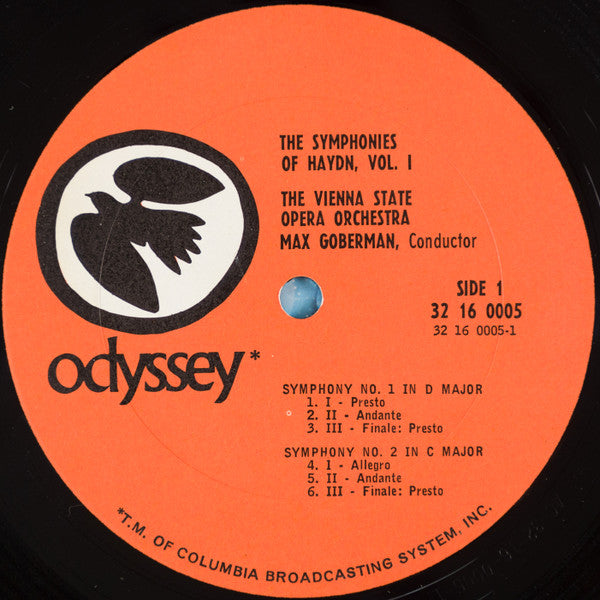 THE SYMPHONIES
OF HAYDN, VOL. I
THE VIENNA STATE
OPERA ORCHESTRA
MAX GOBERMAN, Conductor
SIDE 1
32 16 0005
32 16 0005-1
odyssey*
SYMPHONY NO. 1 IN D MAJOR
1. I - Presto
2. II - Andante
3. III - Finale: Presto
SYMPHONY NO. 2 IN C MAJOR
4. I - Allegro
5. II - Andante
6. III - Finale: Presto
*T.M. OF COLUMBIA BROADCASTING SYSTEM, INC.